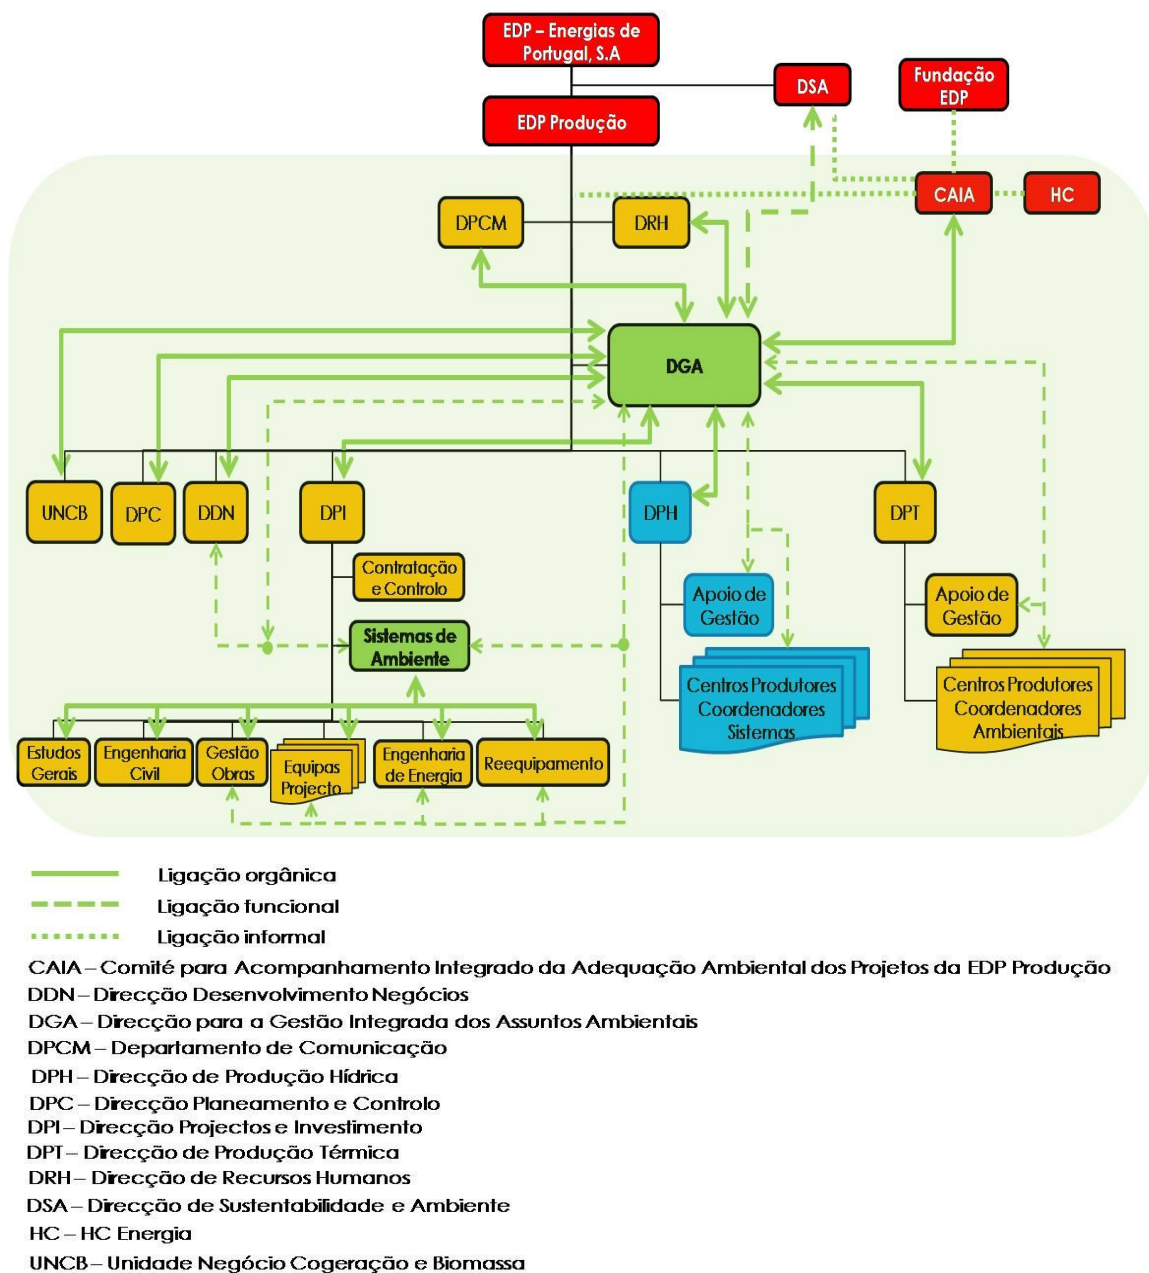 EDP – Energias de
Portugal, S.A
DSA
Fundação
EDP
EDP Produção
CAIA
HC
DPCM
DRH
DGA
UNCB
DPC
DDN
DPI
DPH
DPT
Contratação
e Controlo
Apoio de
Gestão
Apoio de
Gestão
Sistemas de
Ambiente
Centros Produtores
Coordenadores
Sistemas
Centros Produtores
Coordenadores
Ambientais
Estudos
Gerais
Engenharia
Civil
Gestão
Obras
Equipas
Projecto
Engenharia
de Energia
Reequipamento
Ligação orgânica
Ligação funcional
Ligação informal
CAIA – Comité para Acompanhamento Integrado da Adequação Ambiental dos Projetos da EDP Produção
DDN – Direcção Desenvolvimento Negócios
DGA – Direcção para a Gestão Integrada dos Assuntos Ambientais
DPCM – Departamento de Comunicação
DPH – Direcção de Produção Hídrica
DPC – Direcção Planeamento e Controlo
DPI – Direcção Projectos e Investimento
DPT – Direcção de Produção Térmica
DRH – Direcção de Recursos Humanos
DSA – Direcção de Sustentabilidade e Ambiente
HC – HC Energia
UNCB – Unidade Negócio Cogeração e Biomassa